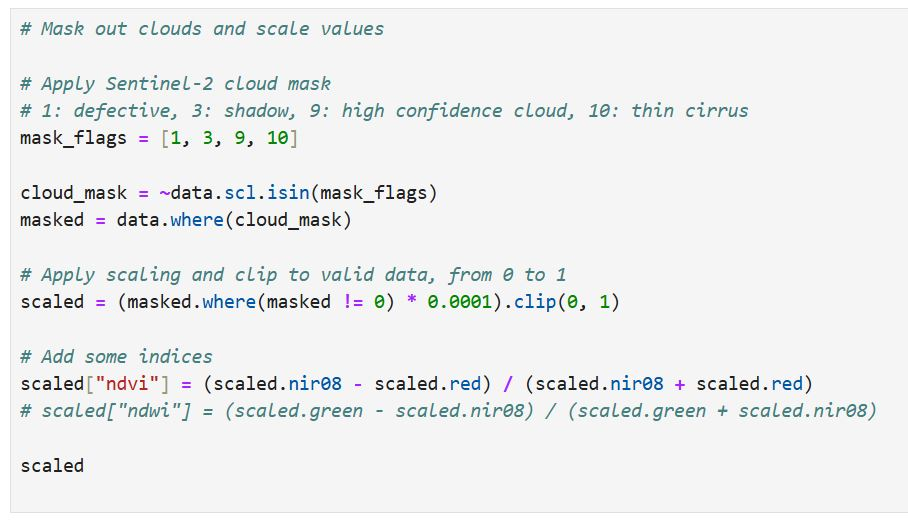 # Mask out clouds and scale values
# Apply Sentinel-2 cloud mask
# 1: defective, 3: shadow, 9: high confidence cloud, 10: thin cirrus
mask_flags = [1, 3, 9, 10]
cloud_mask = ~data.scl.isin(mask_flags)
masked = data.where(cloud_mask)
# Apply scaling and clip to valid data, from 0 to 1
scaled = (masked.where(masked != 0) * 0.0001).clip(0, 1)
# Add some indices
scaled["ndvi"] = (scaled.nir08 - scaled.red) / (scaled.nir08 + scaled.red)
# scaled["ndwi"] = (scaled.green - scaled.nir08) / (scaled.green + scaled.nir08)
scaled